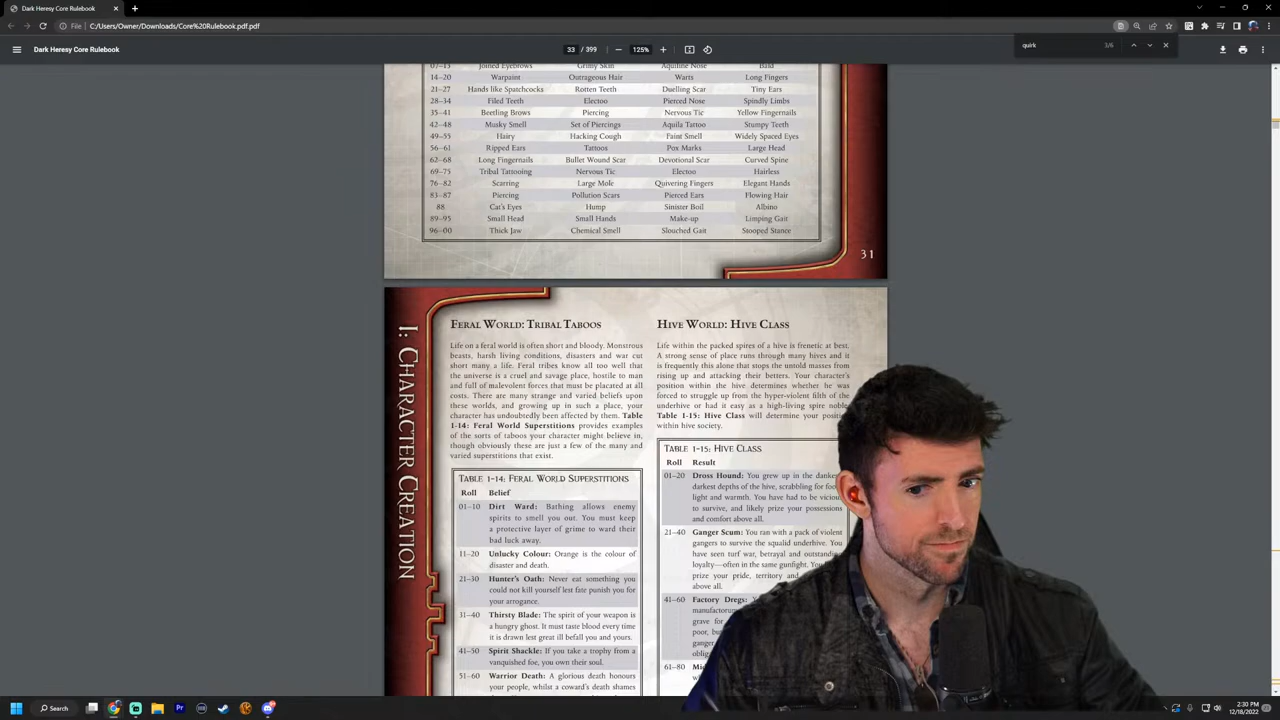 Dark Heresy Core Rulebook
File
C:/Users/Owner/Downloads/Core%20Rulebook.pdf.pdf
Dark Heresy Core Rulebook
33 / 399
125%
quirk
3/6
07–13 Joined Eyebrows Grimy Skin Aquiline Nose Bald
14–20 Warpaint Outrageous Hair Warts Long Fingers
21–27 Hands like Spatchcocks Rotten Teeth Duelling Scar Tiny Ears
28–34 Filed Teeth Electoo Pierced Nose Spindly Limbs
35–41 Beetling Brows Piercing Nervous Tic Yellow Fingernails
42–48 Musky Smell Set of Piercings Aquila Tattoo Stumpy Teeth
49–55 Hairy Hacking Cough Faint Smell Widely Spaced Eyes
56–61 Ripped Ears Tattoos Pox Marks Large Head
62–68 Long Fingernails Bullet Wound Scar Devotional Scar Curved Spine
69–75 Tribal Tattooing Nervous Tic Electoo Hairless
76–82 Scarring Large Mole Quivering Fingers Elegant Hands
83–87 Piercing Pollution Scars Pierced Ears Flowing Hair
88 Cat's Eyes Hump Sinister Boil Albino
89–95 Small Head Small Hands Make-up Limping Gait
96–00 Thick Jaw Chemical Smell Slouched Gait Stooped Stance
31
I: Character Creation
Feral World: Tribal Taboos
Life on a feral world is often short and bloody. Monstrous
beasts, harsh living conditions, disasters and war cut
short many a life. Feral tribes know all too well that
the universe is a cruel and savage place, hostile to man
and full of malevolent forces that must be placated at all
costs. There are many strange and varied beliefs upon
these worlds, and growing up in such a place, your
character has undoubtedly been affected by them. Table
1-14: Feral World Superstitions provides examples
of the sorts of taboos your character might believe in,
though obviously these are just a few of the many and
varied superstitions that exist.
Table 1-14: Feral World Superstitions
Roll Belief
01–10 Dirt Ward: Bathing allows enemy
spirits to smell you out. You must keep
a protective layer of grime to ward their
bad luck away.
11–20 Unlucky Colour: Orange is the colour of
disaster and death.
21–30 Hunter's Oath: Never eat something you
could not kill yourself lest fate punish you for
your arrogance.
31–40 Thirsty Blade: The spirit of your weapon is
a hungry ghost. It must taste blood every time
it is drawn lest great ill befall you and yours.
41–50 Spirit Shackle: If you take a trophy from a
vanquished foe, you own their soul.
51–60 Warrior Death: A glorious death honours
your people, whilst a coward's death shames
Hive World: Hive Class
Life within the packed spires of a hive is frenetic at best.
A strong sense of place runs through many hives and it
is frequently this alone that stops the untold masses from
rising up and attacking their betters. Your character's
position within the hive determines whether he was
forced to struggle up from the hyper-violent filth of the
underhive or had it easy as a high-living spire noble.
Table 1-15: Hive Class will determine your
within hive society.
Table 1-15: Hive Class
Roll Result
01–20 Dross Hound: You grew up in the
darkest depths of the hive, scrabbling for
light and warmth. You have had to be
to survive, and likely prize your possessions
and comfort above all.
21–40 Ganger Scum: You ran with a pack of violent
gangers to survive the squalid underhive. You
have seen turf war, betrayal and
loyalty—often in the same gunfight.
prize your pride, territory and
above all.
41–60 Factory Dregs:
manufactorum
grave for
poor,
ganger
61–80
Search
2:30 PM
12/18/2022